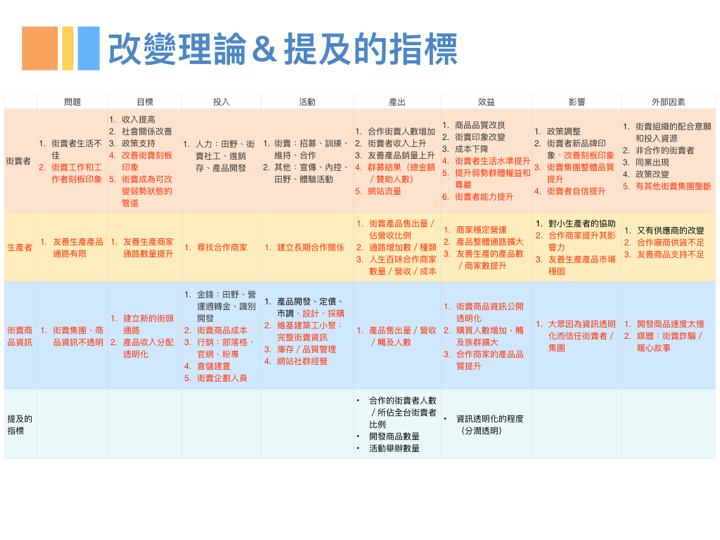 改變理論＆提及的指標
問題
目標
投入
活動
產出
效益
影響
外部因素
街賣者
1. 街賣者生活不
佳
2. 街賣工作和工
作者刻板印象
1. 收入提高
2. 社會關係改善
3. 政策支持
4. 改善街賣刻板
印象
5. 街賣成為可改
變弱勢狀態的
管道
1. 人力：田野、街
賣社工、進銷
存、產品開發
1. 街賣：招募、訓練、
維持、合作
2. 其他：宣傳、內控、
田野、體驗活動
1. 合作街賣人數增加
2. 街賣者收入上升
3. 友善產品銷量上升
4. 群募結果（總金額
／贊助人數）
5. 網站流量
1. 商品品質改良
2. 街賣印象改變
3. 成本下降
4. 街賣者生活水準提升
5. 提升弱勢群體權益和
尊嚴
6. 街賣者能力提升
1. 政策調整
2. 街賣者新品牌印
象、改善刻板印象
3. 街賣集團整體品質
提升
4. 街賣者自信提升
1. 街賣組織的配合意願
和投入資源
2. 非合作的街賣者
3. 同業出現
4. 政策改變
5. 有其他街賣集團壟斷
生產者
1. 友善生產產品
通路有限
1. 友善生產商家
通路數量提升
1. 尋找合作商家
1. 建立長期合作關係
1. 街賣產品售出量／
佔營收比例
2. 通路增加數／種類
3. 人生百味合作商家
數量／營收／成本
1. 商家穩定營運
2. 產品整體通路擴大
3. 友善生產的產品數
／商家數提升
1. 對小生產者的協助
2. 合作商家提升其影
響力
3. 友善生產產品市場
穩固
1. 又有供應商的改變
2. 合作廠商供貨不足
3. 友善商品支持不足
街賣商
品資訊
1. 街賣集團、商
品資訊不透明
1. 建立新的街頭
通路
2. 產品收入分配
透明化
1. 金錢：田野、營
運週轉金、識別
開發
2. 街賣商品成本
3. 行銷：部落格、
官網、粉專
4. 倉儲建置
5. 街賣企劃人員
1. 產品開發、定價、
市調、設計、採購
2. 維基建築工小聚：
完整街賣資訊
3. 庫存／品質管理
4. 網站社群經營
1. 產品售出量／營收
／觸及人數
1. 街賣商品資訊公開
透明化
2. 購買人數增加、觸
及族群擴大
3. 合作商家的產品品
質提升
1. 大眾因為資訊透明
化而信任街賣者／
集團
1. 開發商品速度太慢
2. 媒體：街賣詐騙／
暖心故事
提及的
指標
• 合作的街賣者人數
／所佔全台街賣者
比例
• 開發商品數量
• 活動舉辦數量
• 資訊透明化的程度
（分潤透明）